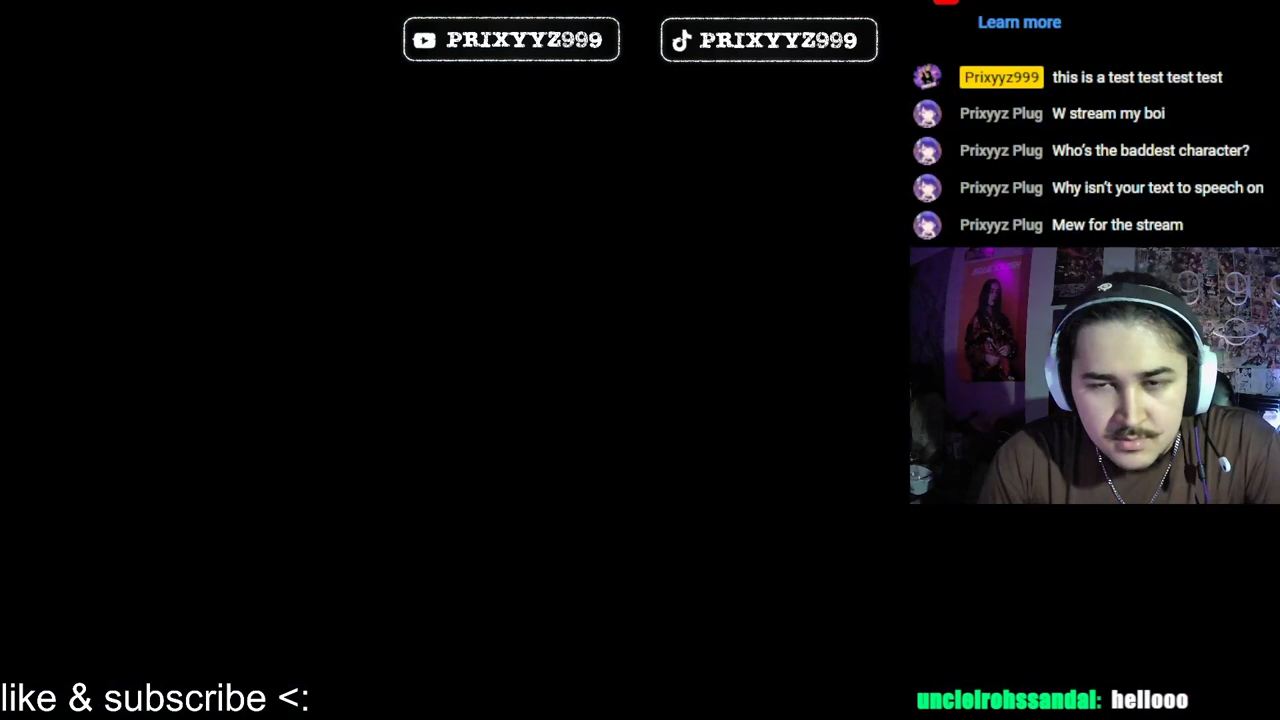 PRIXYYZ999
PRIXYYZ999
Learn more
Prixyyz999 this is a test test test test
Prixyyz Plug W stream my boi
Prixyyz Plug Who's the baddest character?
Prixyyz Plug Why isn't your text to speech on
Prixyyz Plug Mew for the stream
999
like & subscribe <:
uncleirohssandal: hellooo